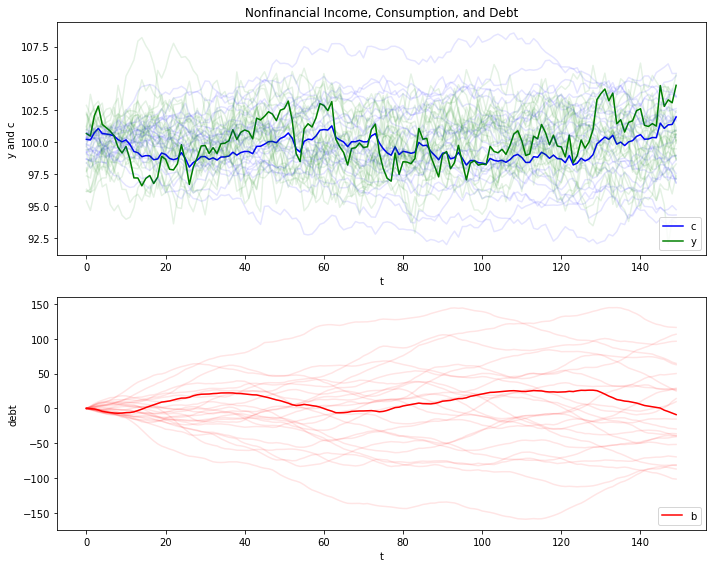 Nonfinancial Income, Consumption, and Debt
107.5
105.0
102.5
100.0
97.5
95.0
92.5
y and c
c
y
0 20 40 60 80 100 120 140
t
150
100
50
0
−50
−100
−150
debt
b
0 20 40 60 80 100 120 140
t